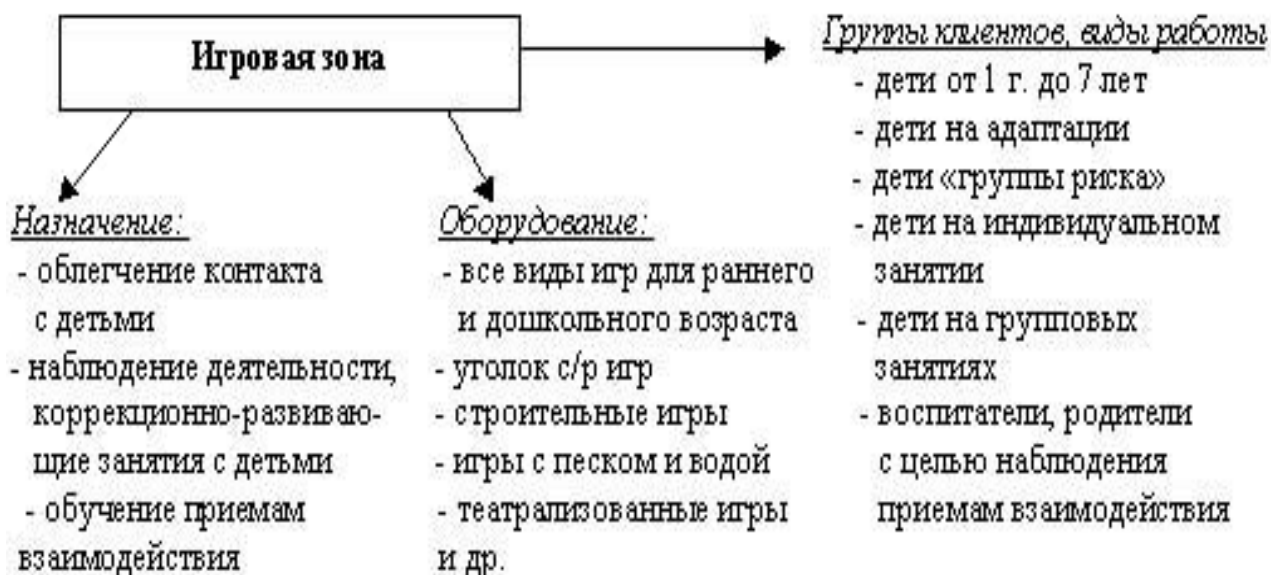 Игровая зона
Группы клиентов, виды работы
- дети от 1 г. до 7 лет
- дети на адаптации
- дети «группы риска»
- дети на индивидуальном
занятии
- дети на групповых
занятиях
- воспитатели, родители
с целью наблюдения
приемам взаимодействия
Назначение:
- облегчение контакта
с детьми
- наблюдение деятельности,
коррекционно-развиваю-
щие занятия с детьми
- обучение приемам
взаимодействия
Оборудование:
- все виды игр для раннего
и дошкольного возраста
- уголок с/р игр
- строительные игры
- игры с песком и водой
- театрализованные игры
и др.